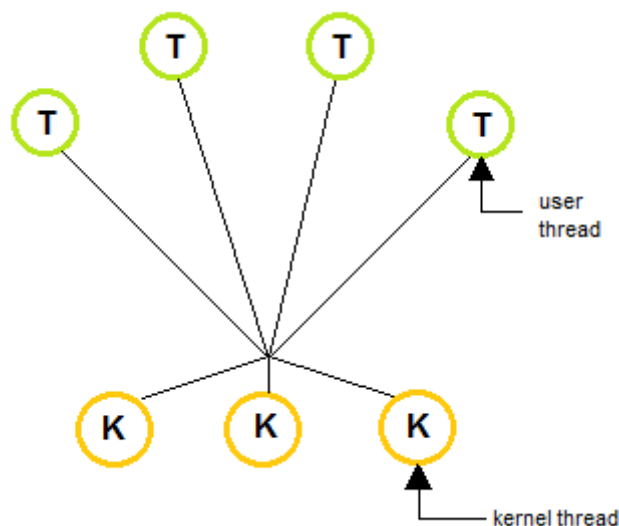 T T
T T
user
thread
K K K
kernel thread